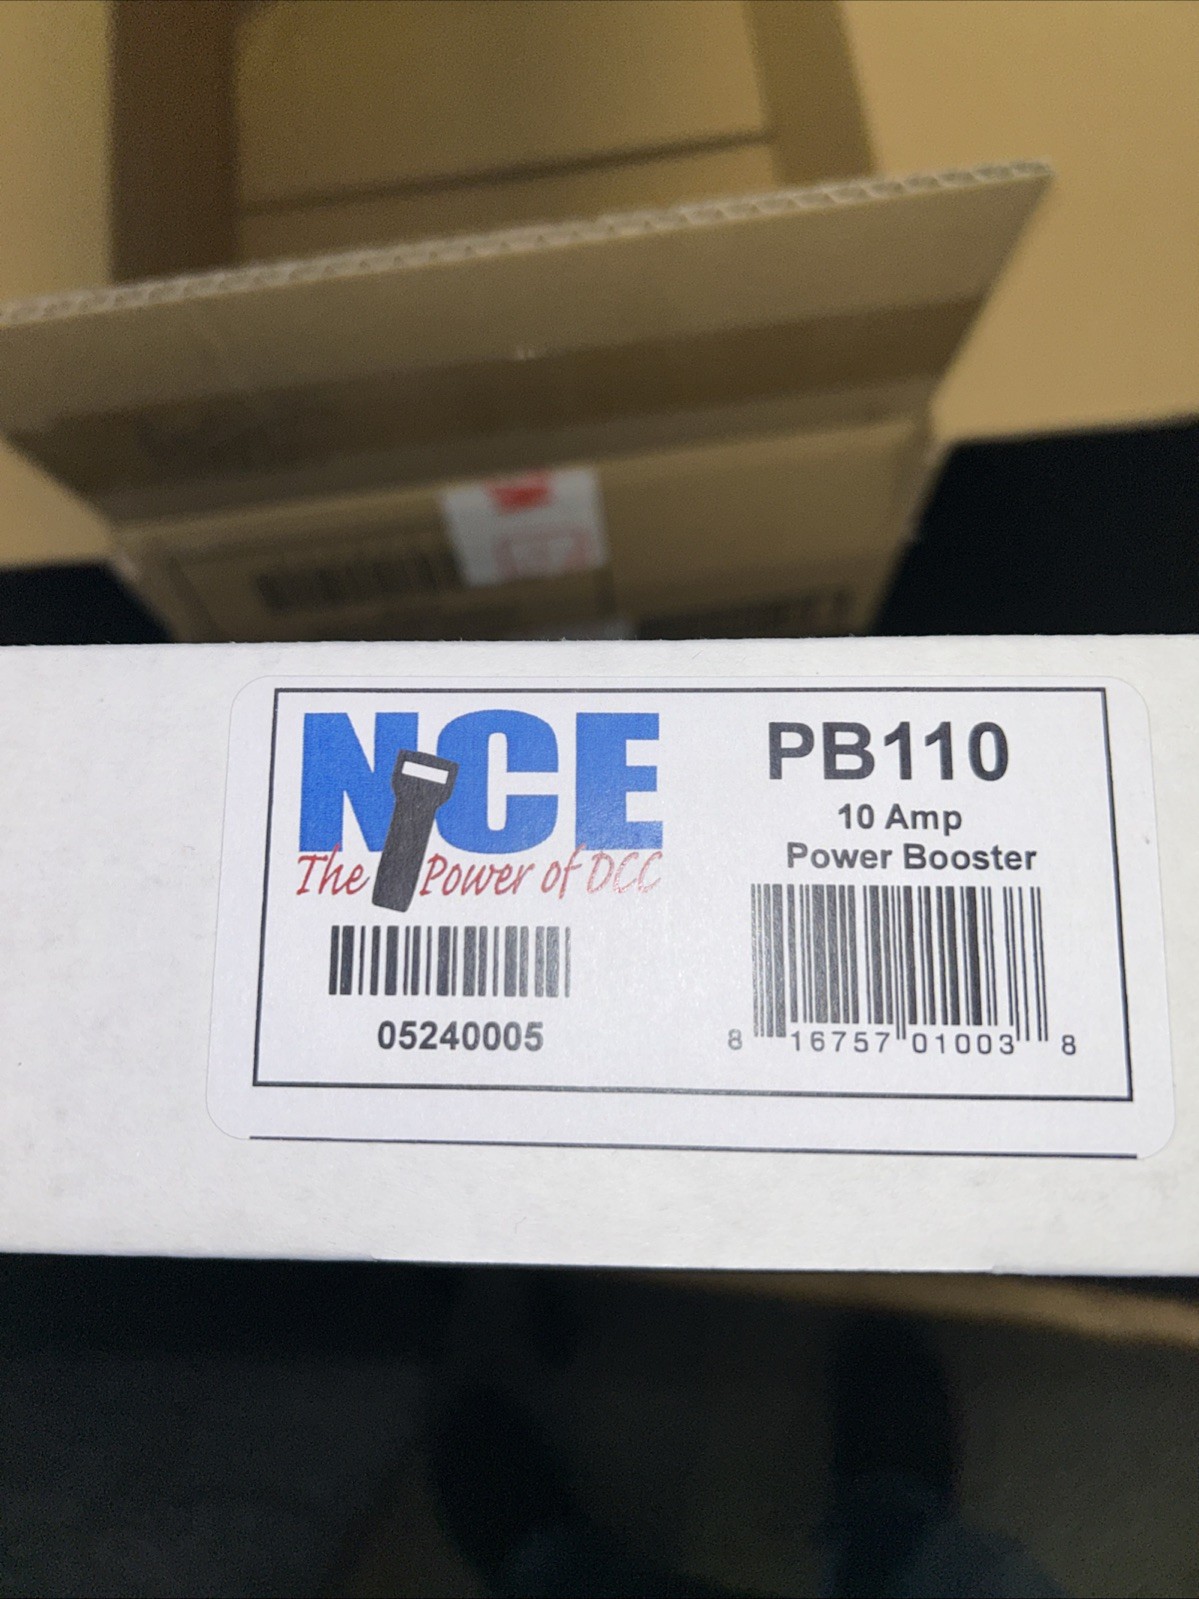 NCE
The Power of DCC
05240005
PB110
10 Amp
Power Booster
8 16757 01003 8